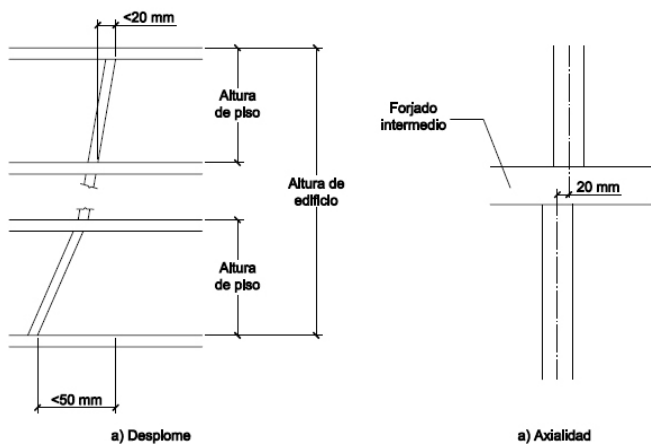 <20 mm
Altura
de piso
Altura de
edificio
Altura
de piso
<50 mm
a) Desplome
Forjado
intermedio
20 mm
a) Axialidad